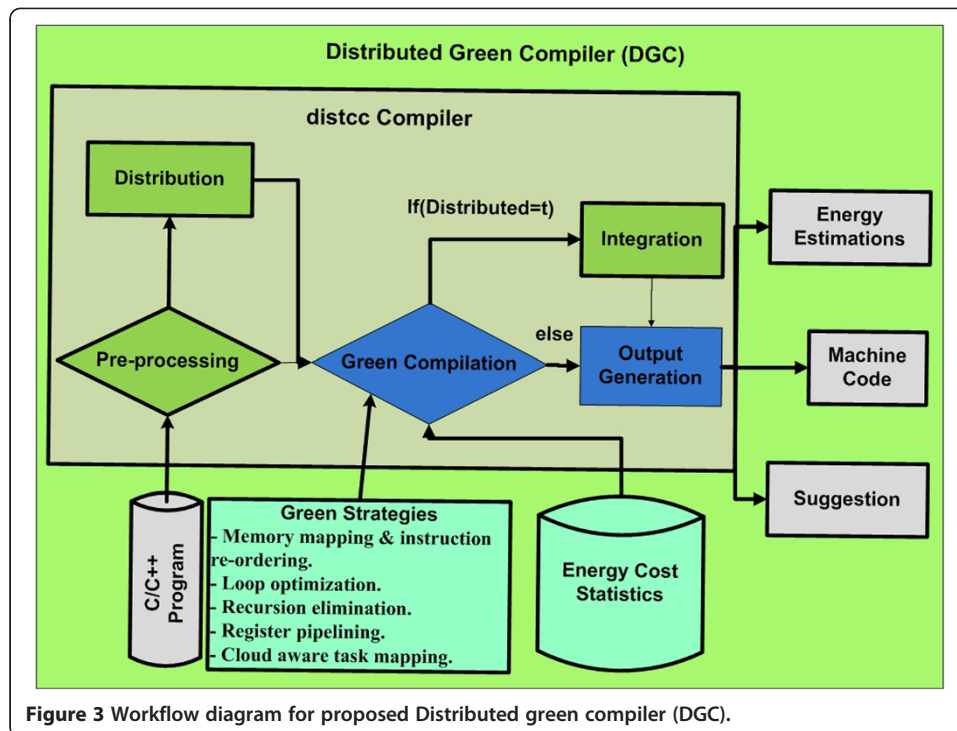 Distributed Green Compiler (DGC)
distcc Compiler
Distribution
If(Distributed=t)
Integration
Energy
Estimations
else
Pre-processing
Green Compilation
Output
Generation
Machine
Code
C/C++
Program
Green Strategies
- Memory mapping & instruction
re-ordering.
- Loop optimization.
- Recursion elimination.
- Register pipelining.
- Cloud aware task mapping.
Energy Cost
Statistics
Suggestion
Figure 3 Workflow diagram for proposed Distributed green compiler (DGC).